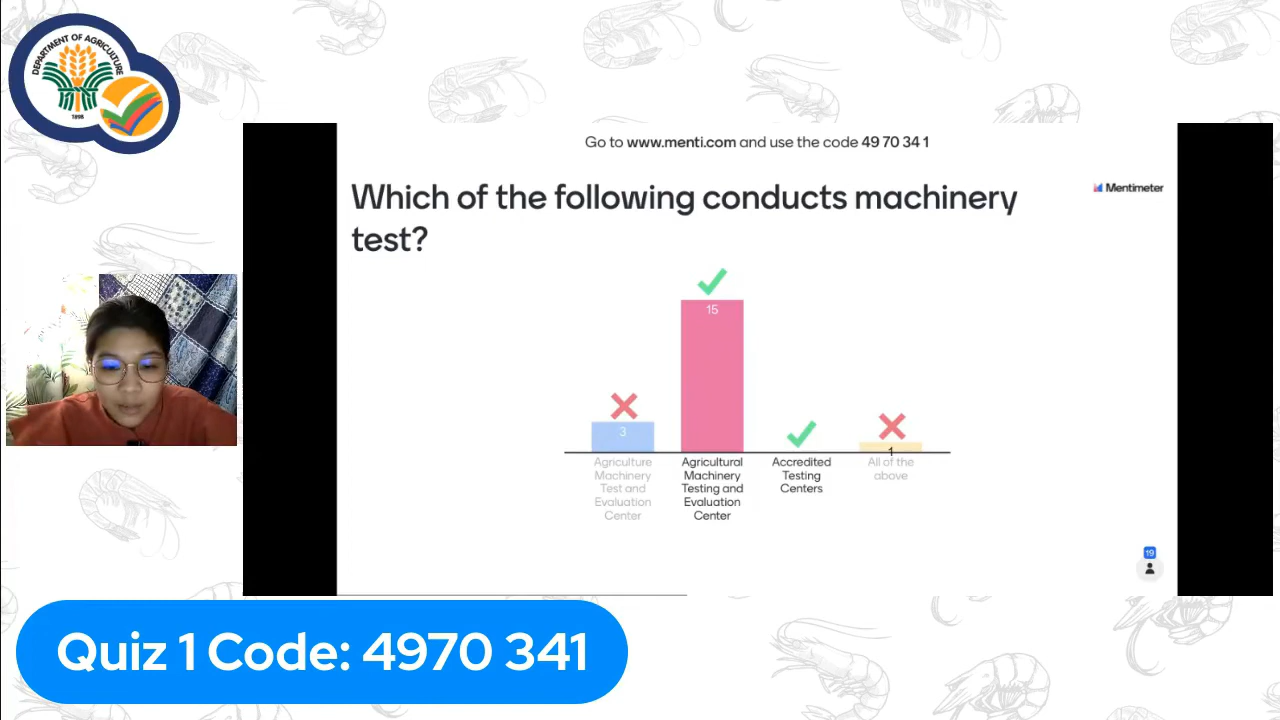 DEPARTMENT OF AGRICULTURE
1898
Go to www.menti.com and use the code 49 70 34 1
Mentimeter
Which of the following conducts machinery
test?
15
3
1
Agriculture
Machinery
Test and
Evaluation
Center
Agricultural
Machinery
Testing and
Evaluation
Center
Accredited
Testing
Centers
All of the
above
19
Quiz 1 Code: 4970 341